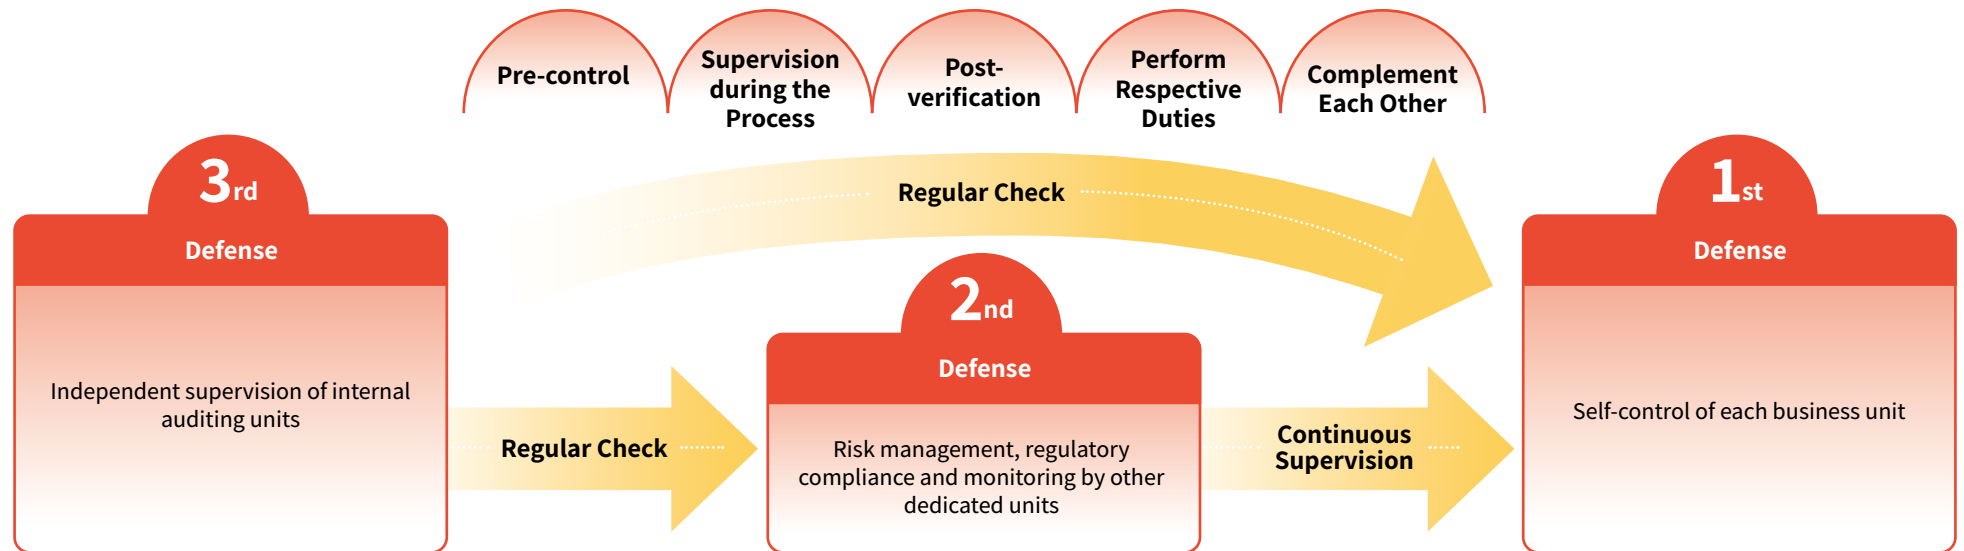 Pre-control
Supervision
during the
Process
Post-
verification
Perform
Respective
Duties
Complement
Each Other
3rd
Defense
Independent supervision of internal
auditing units
Regular Check
Regular Check
2nd
Defense
Risk management, regulatory
compliance and monitoring by other
dedicated units
Continuous
Supervision
1st
Defense
Self-control of each business unit